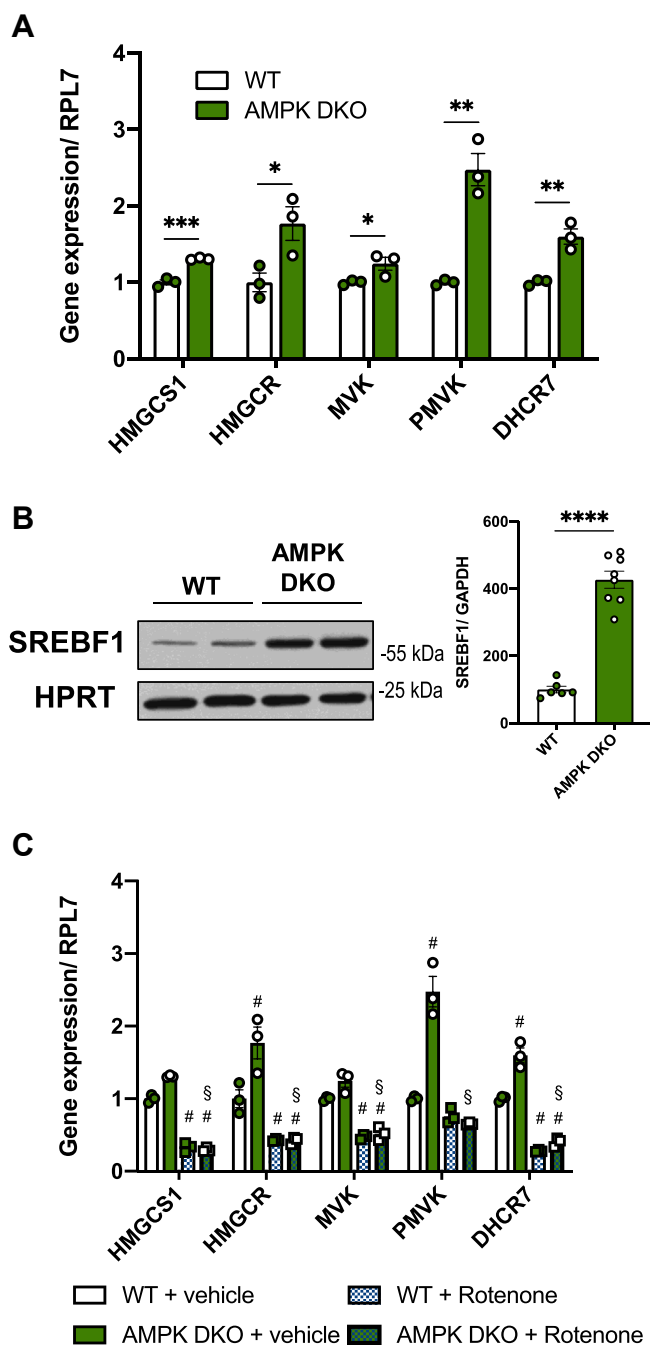 A
Gene expression/ RPL7
4
3
2
1
0
WT
AMPK DKO
***
*
*
**
**
HMGCS1
HMGCR
MVK
PMVK
DHCR7
B
WT
AMPK
DKO
SREBF1
HPRT
-55 kDa
-25 kDa
SREBF1/ GAPDH
600
400
200
0
****
WT
AMPK DKO
C
Gene expression/ RPL7
4
3
2
1
0
# # #
§ § § § §
# # # # # # # #
HMGCS1
HMGCR
MVK
PMVK
DHCR7
WT + vehicle
WT + Rotenone
AMPK DKO + vehicle
AMPK DKO + Rotenone